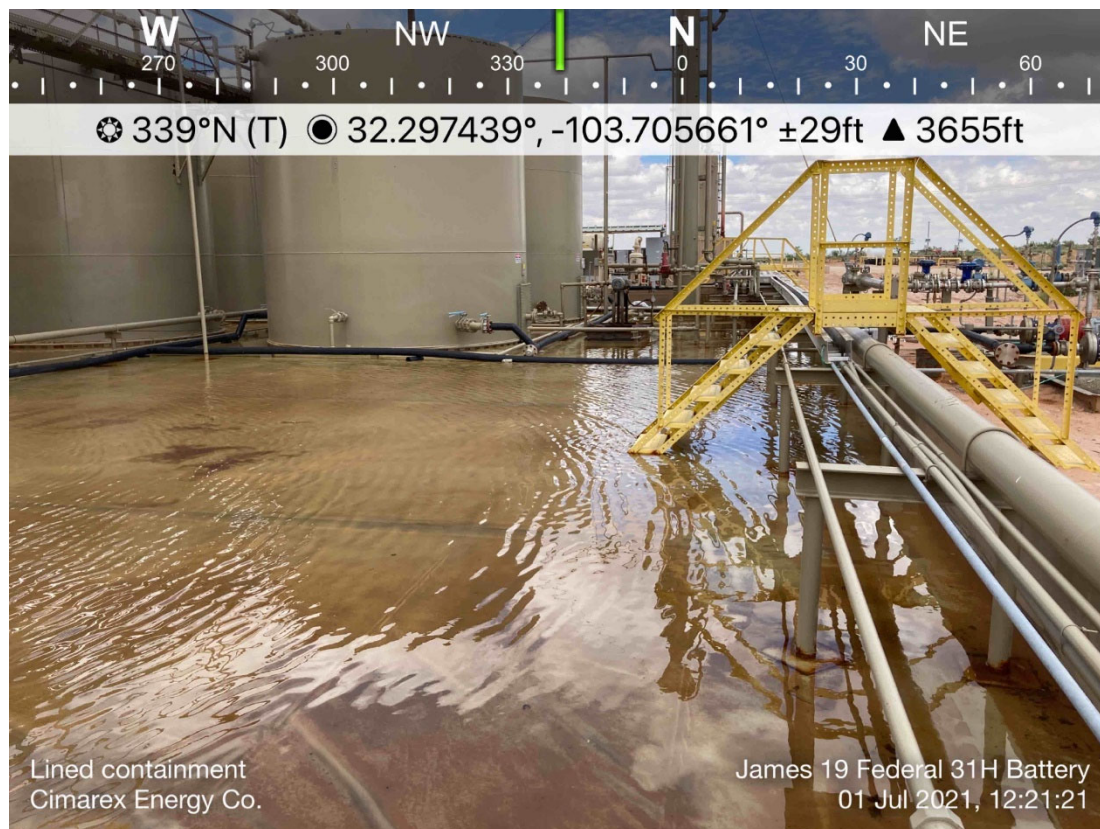 W NW N NE
270 300 330 0 30 60
339°N (T) 32.297439°, -103.705661° ±29ft ▲ 3655ft
Lined containment
Cimarex Energy Co.
James 19 Federal 31H Battery
01 Jul 2021, 12:21:21